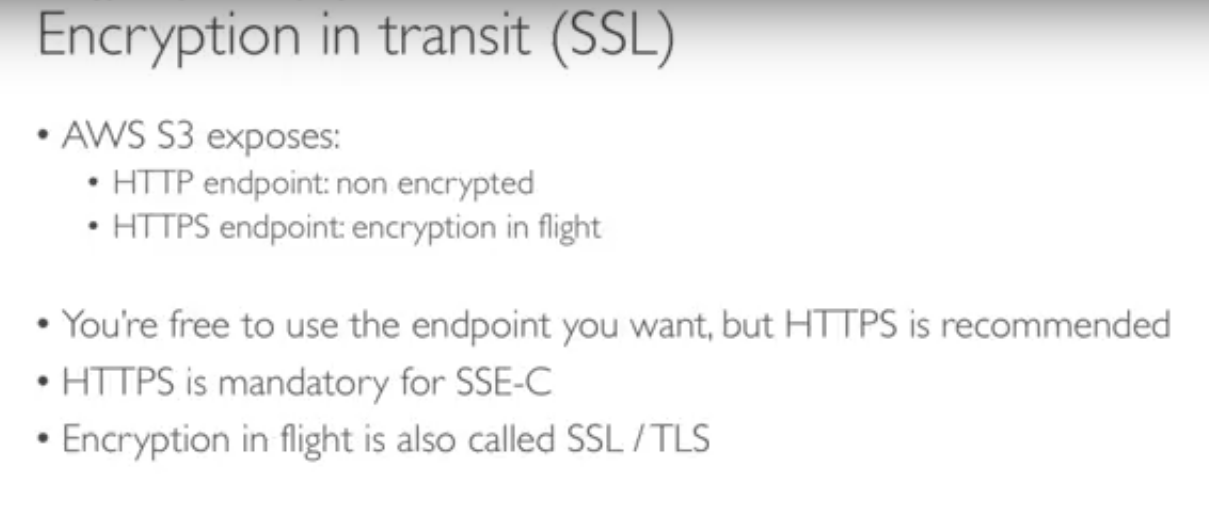 Encryption in transit (SSL)
• AWS S3 exposes:
• HTTP endpoint: non encrypted
• HTTPS endpoint: encryption in flight
• You're free to use the endpoint you want, but HTTPS is recommended
• HTTPS is mandatory for SSE-C
• Encryption in flight is also called SSL / TLS